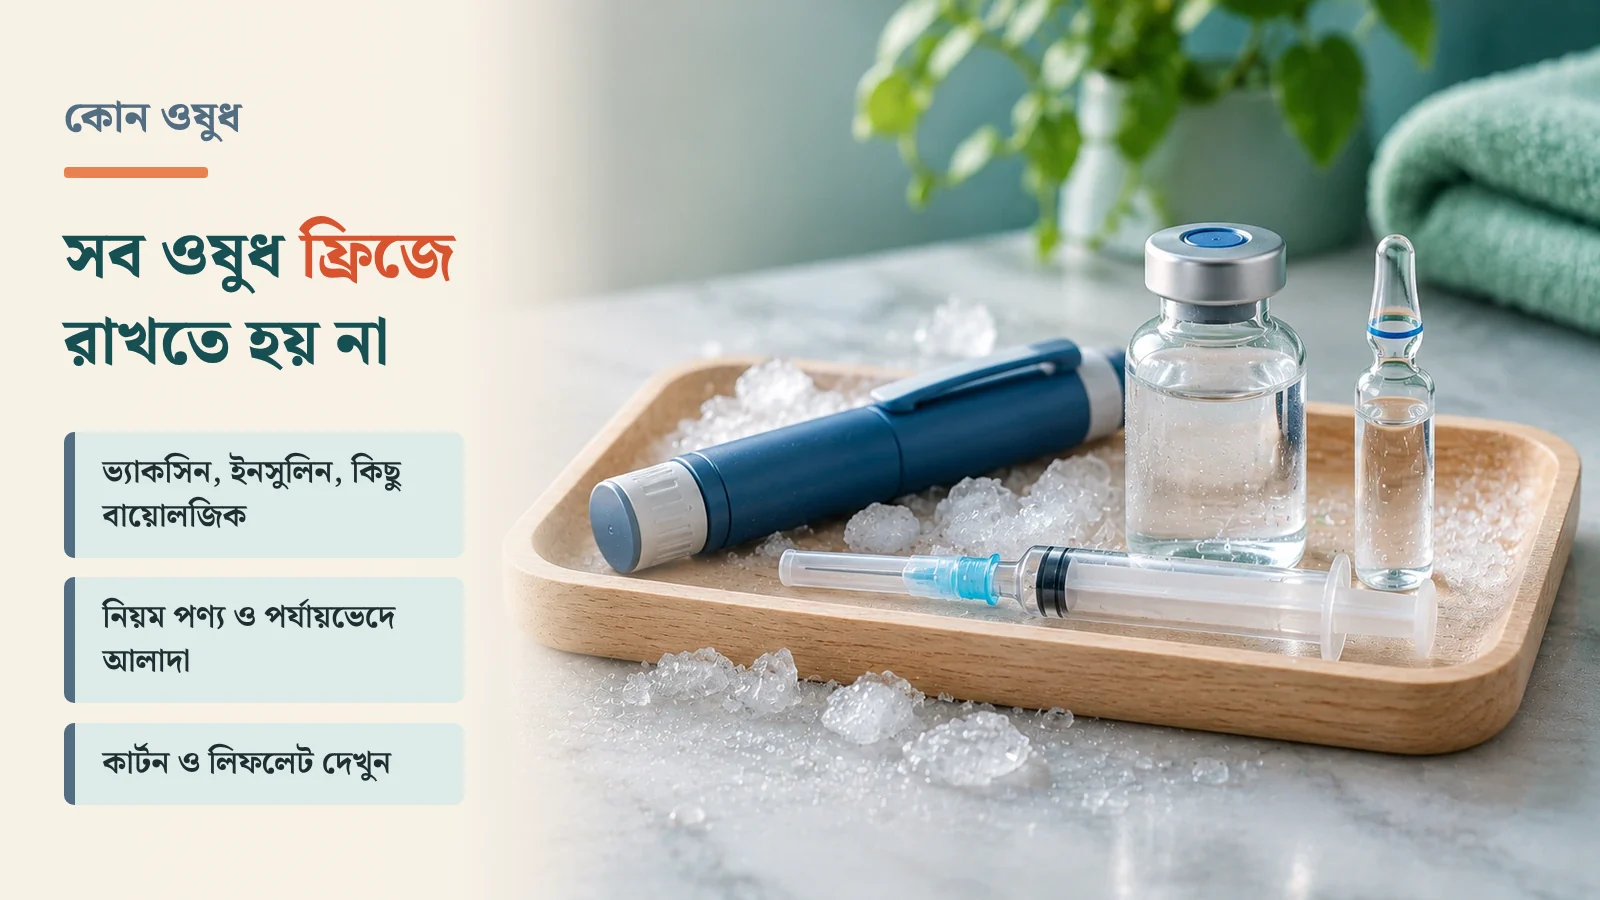 কোন ওষুধ
সব ওষুধ ফ্রিজে
রাখতে হয় না
ভ্যাকসিন, ইনসুলিন, কিছু
বায়োলজিক
নিয়ম পণ্য ও পর্যায়ভেদে
আলাদা
কার্টন ও লিফলেট দেখুন